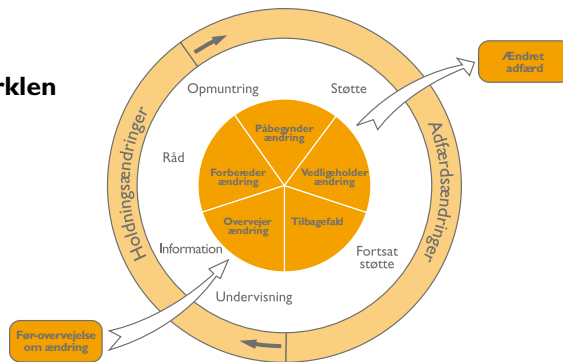 rklen
Ændret
adfærd
Opmuntring
Støtte
Påbegynder
ændring
Råd
Forbereder
ændring
Vedligeholder
ændring
Holdningsændringer
Adfærdsændringer
Overvejer
ændring
Tilbagefald
Information
Fortsat
støtte
Undervisning
Før-overvejelse
om ændring